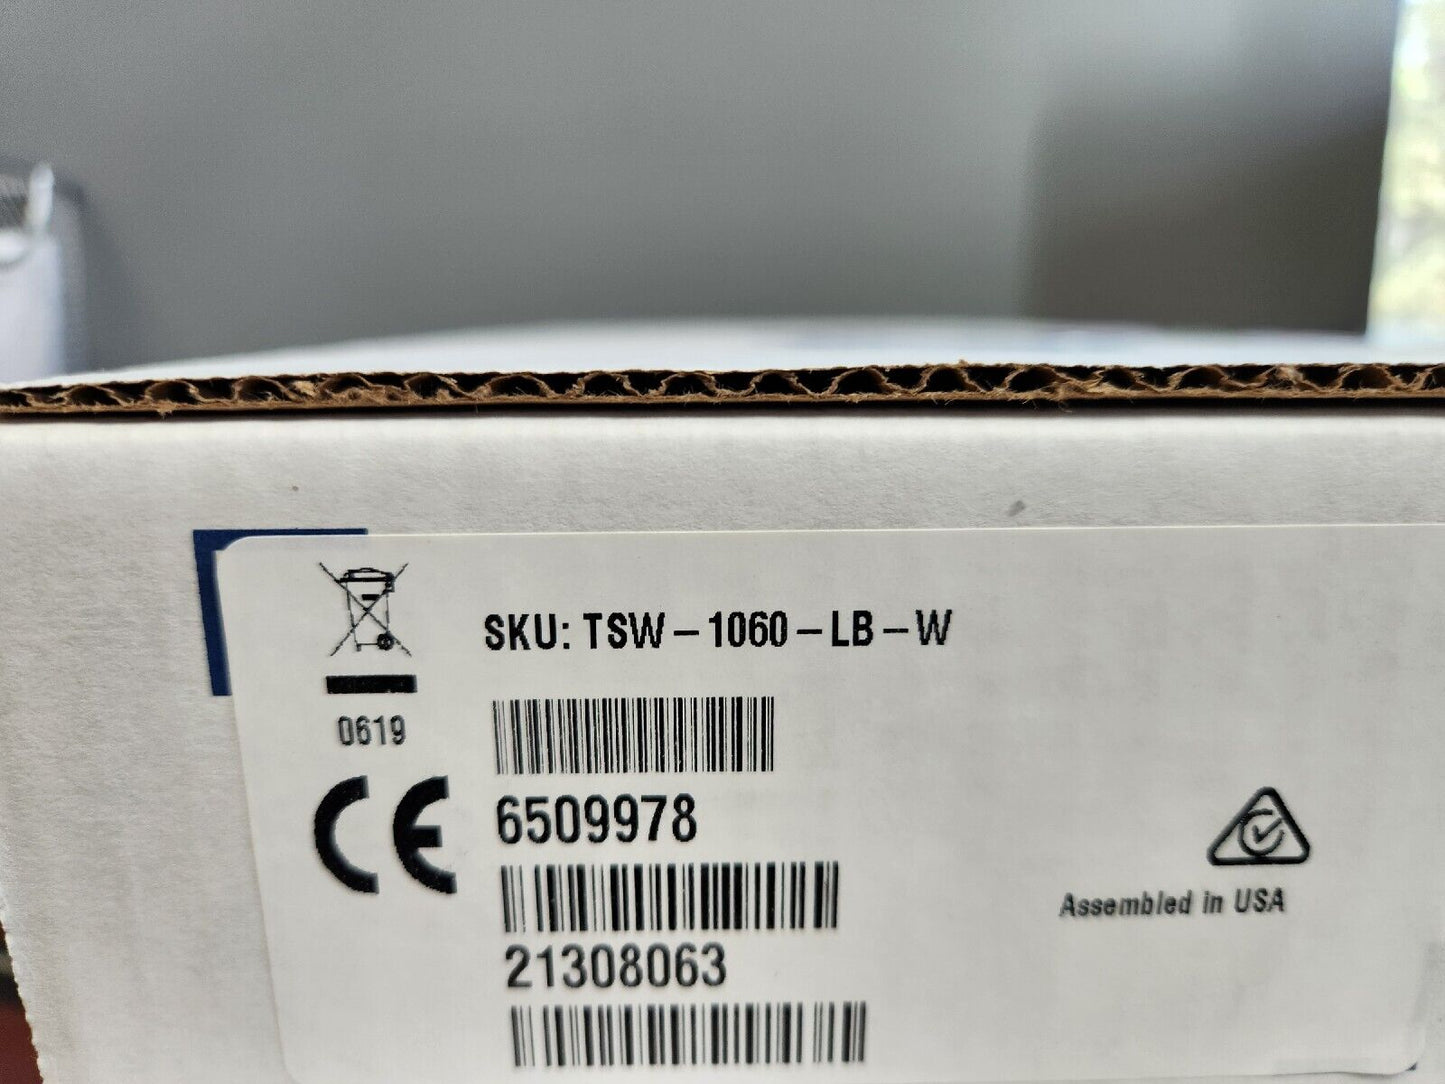 SKU: TSW-1060-LB-W
0619
CE
6509978
21308063
Assembled in USA